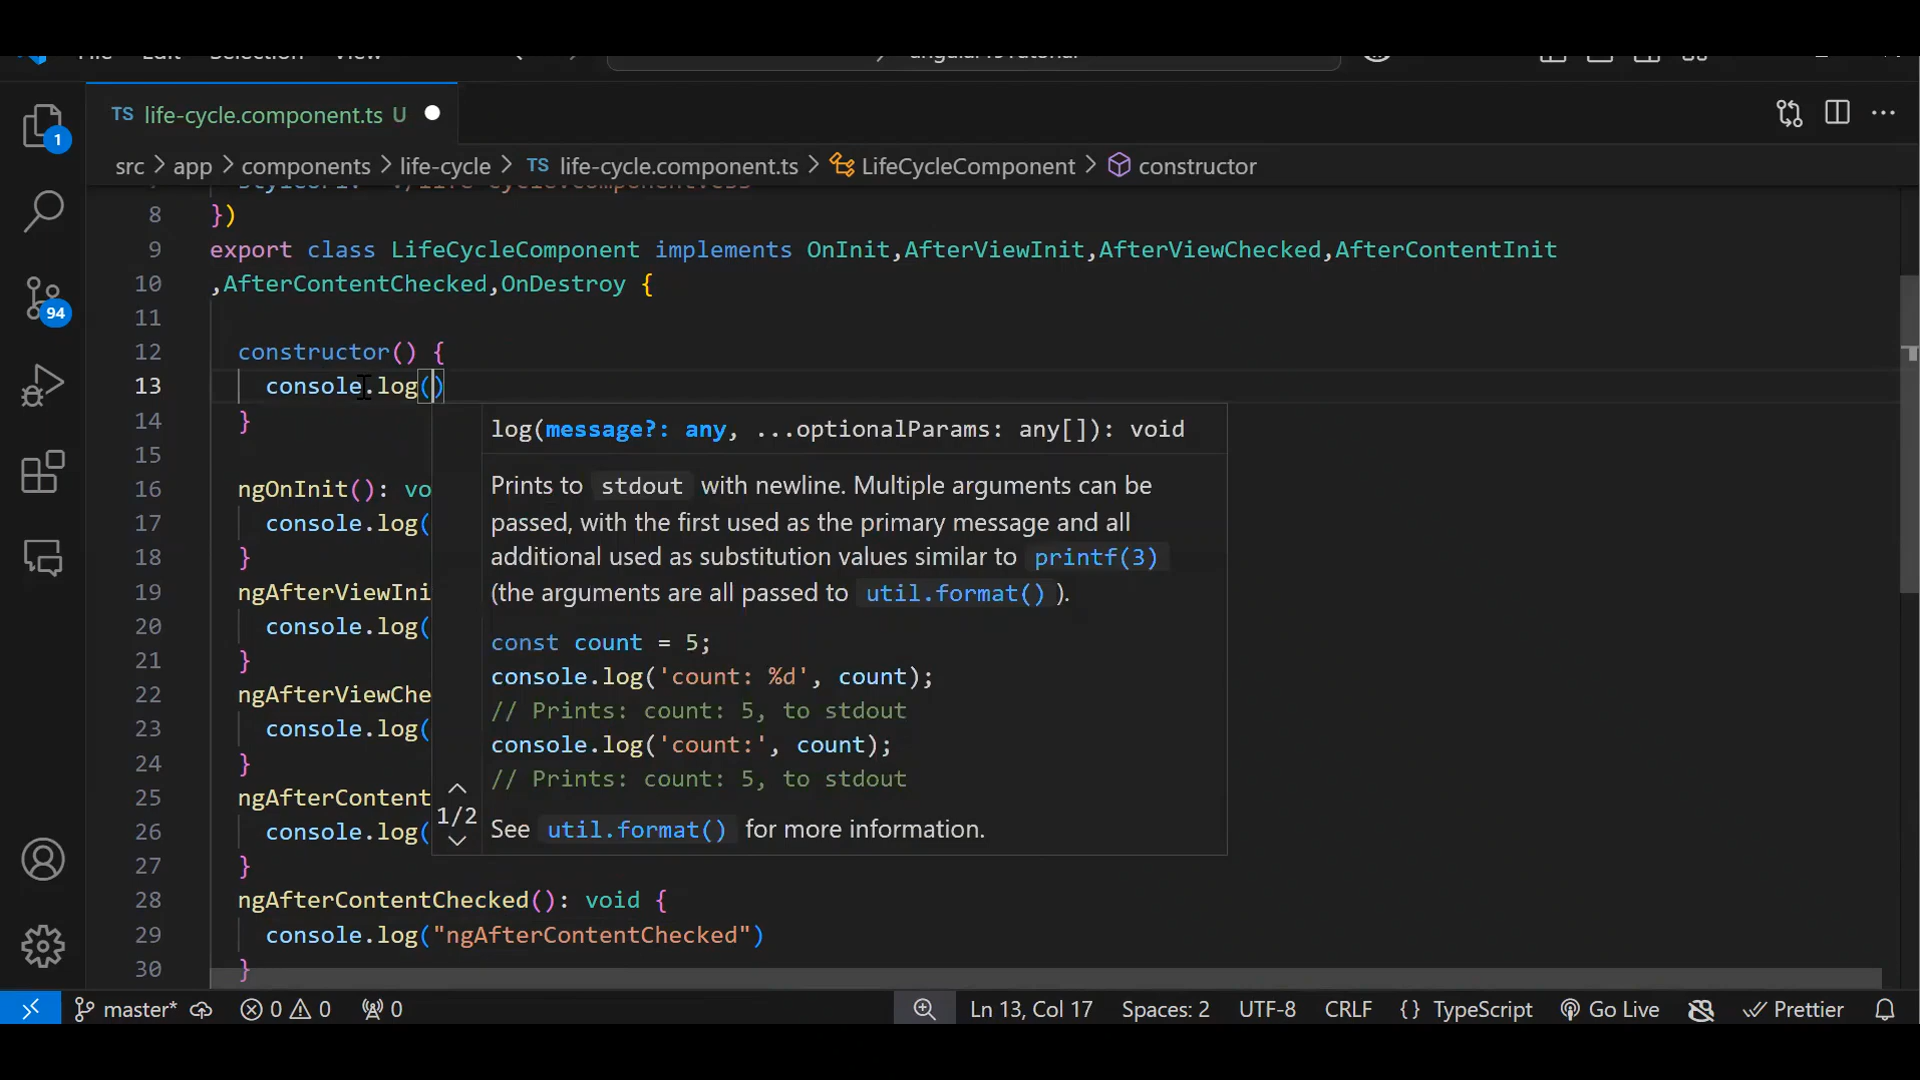 File Edit Selection View angular19Tutorial
TS life-cycle.component.ts U
src > app > components > life-cycle > TS life-cycle.component.ts > LifeCycleComponent > constructor
8 })
9 export class LifeCycleComponent implements OnInit,AfterViewInit,AfterViewChecked,AfterContentInit
10 ,AfterContentChecked,OnDestroy {
11
12 constructor() {
13 console.log()
14 }
15
16 ngOnInit(): vo
17 console.log(
18 }
19 ngAfterViewIni
20 console.log(
21 }
22 ngAfterViewChe
23 console.log(
24 }
25 ngAfterContent
26 console.log(
27 }
28 ngAfterContentChecked(): void {
29 console.log("ngAfterContentChecked")
30 }
log(message?: any, ...optionalParams: any[]): void
Prints to stdout with newline. Multiple arguments can be
passed, with the first used as the primary message and all
additional used as substitution values similar to printf(3)
(the arguments are all passed to util.format() ).
const count = 5;
console.log('count: %d', count);
// Prints: count: 5, to stdout
console.log('count:', count);
// Prints: count: 5, to stdout
See util.format() for more information.
1/2
1
94
master* 0 0 0 Ln 13, Col 17 Spaces: 2 UTF-8 CRLF {} TypeScript Go Live Prettier